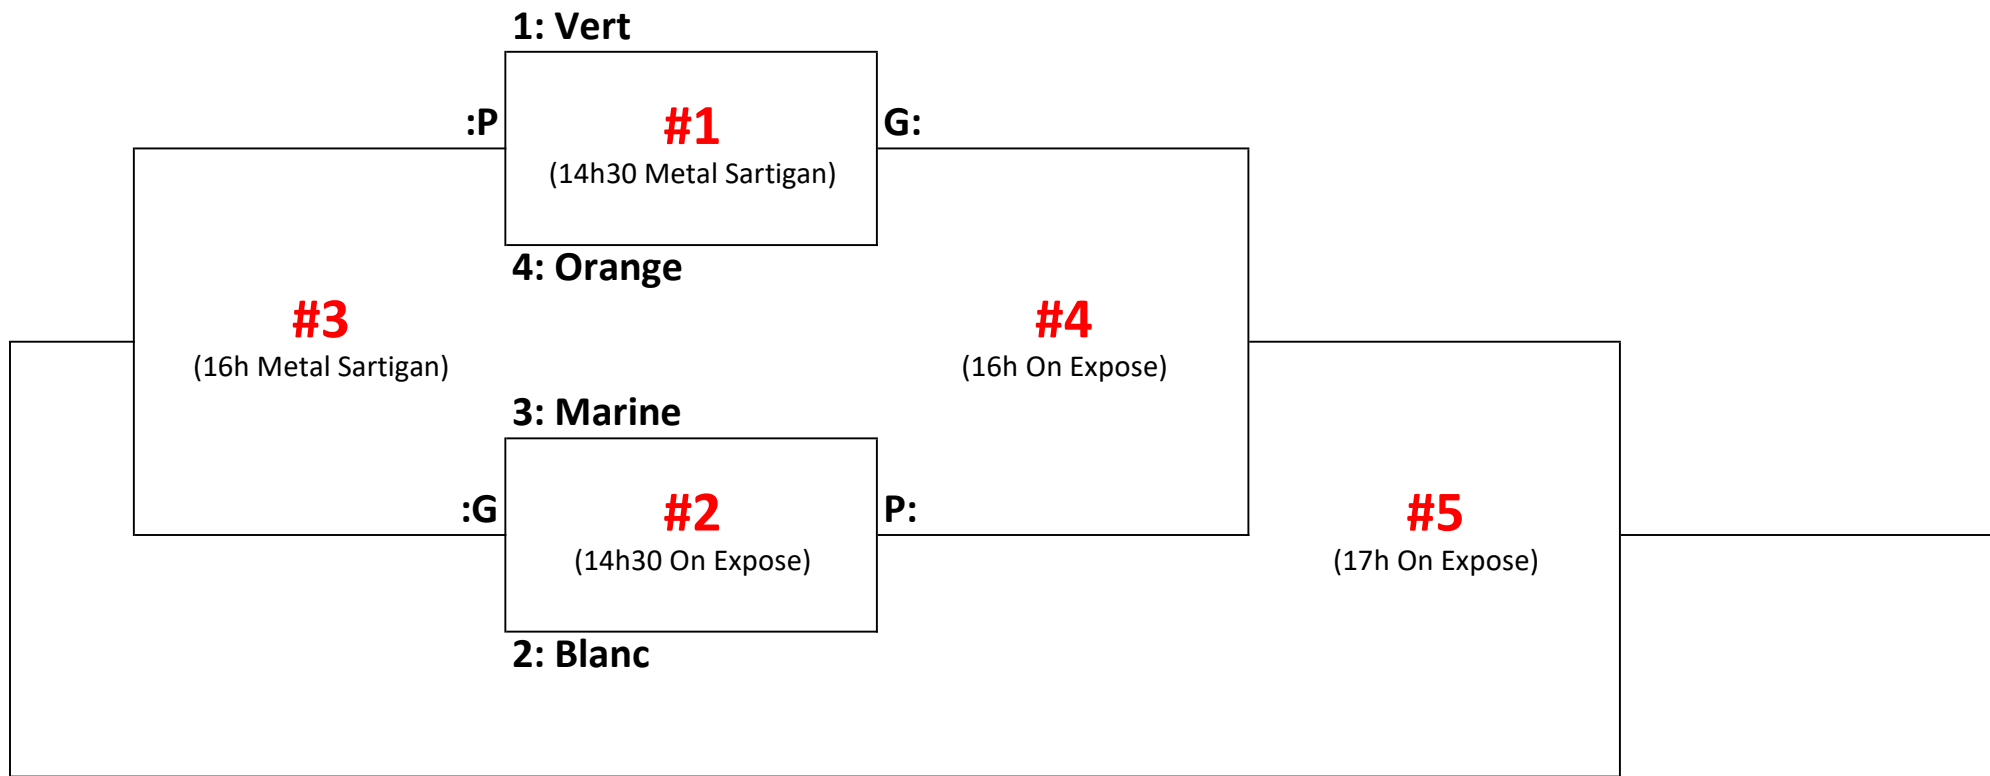 1: Vert
:P
#1
G:
(14h30 Metal Sartigan)
4: Orange
#3
#4
(16h Metal Sartigan)
(16h On Expose)
3: Marine
:G
#2
P:
#5
(14h30 On Expose)
(17h On Expose)
2: Blanc